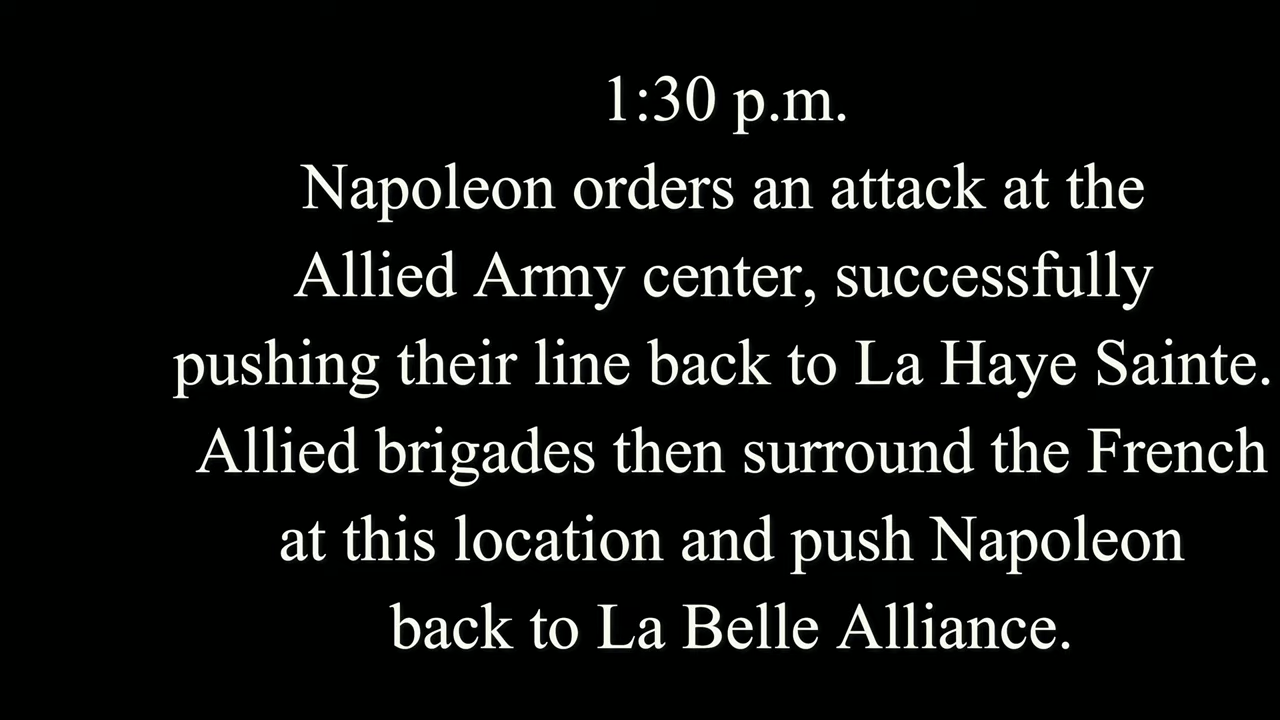 1:30 p.m.
Napoleon orders an attack at the
Allied Army center, successfully
pushing their line back to La Haye Sainte.
Allied brigades then surround the French
at this location and push Napoleon
back to La Belle Alliance.